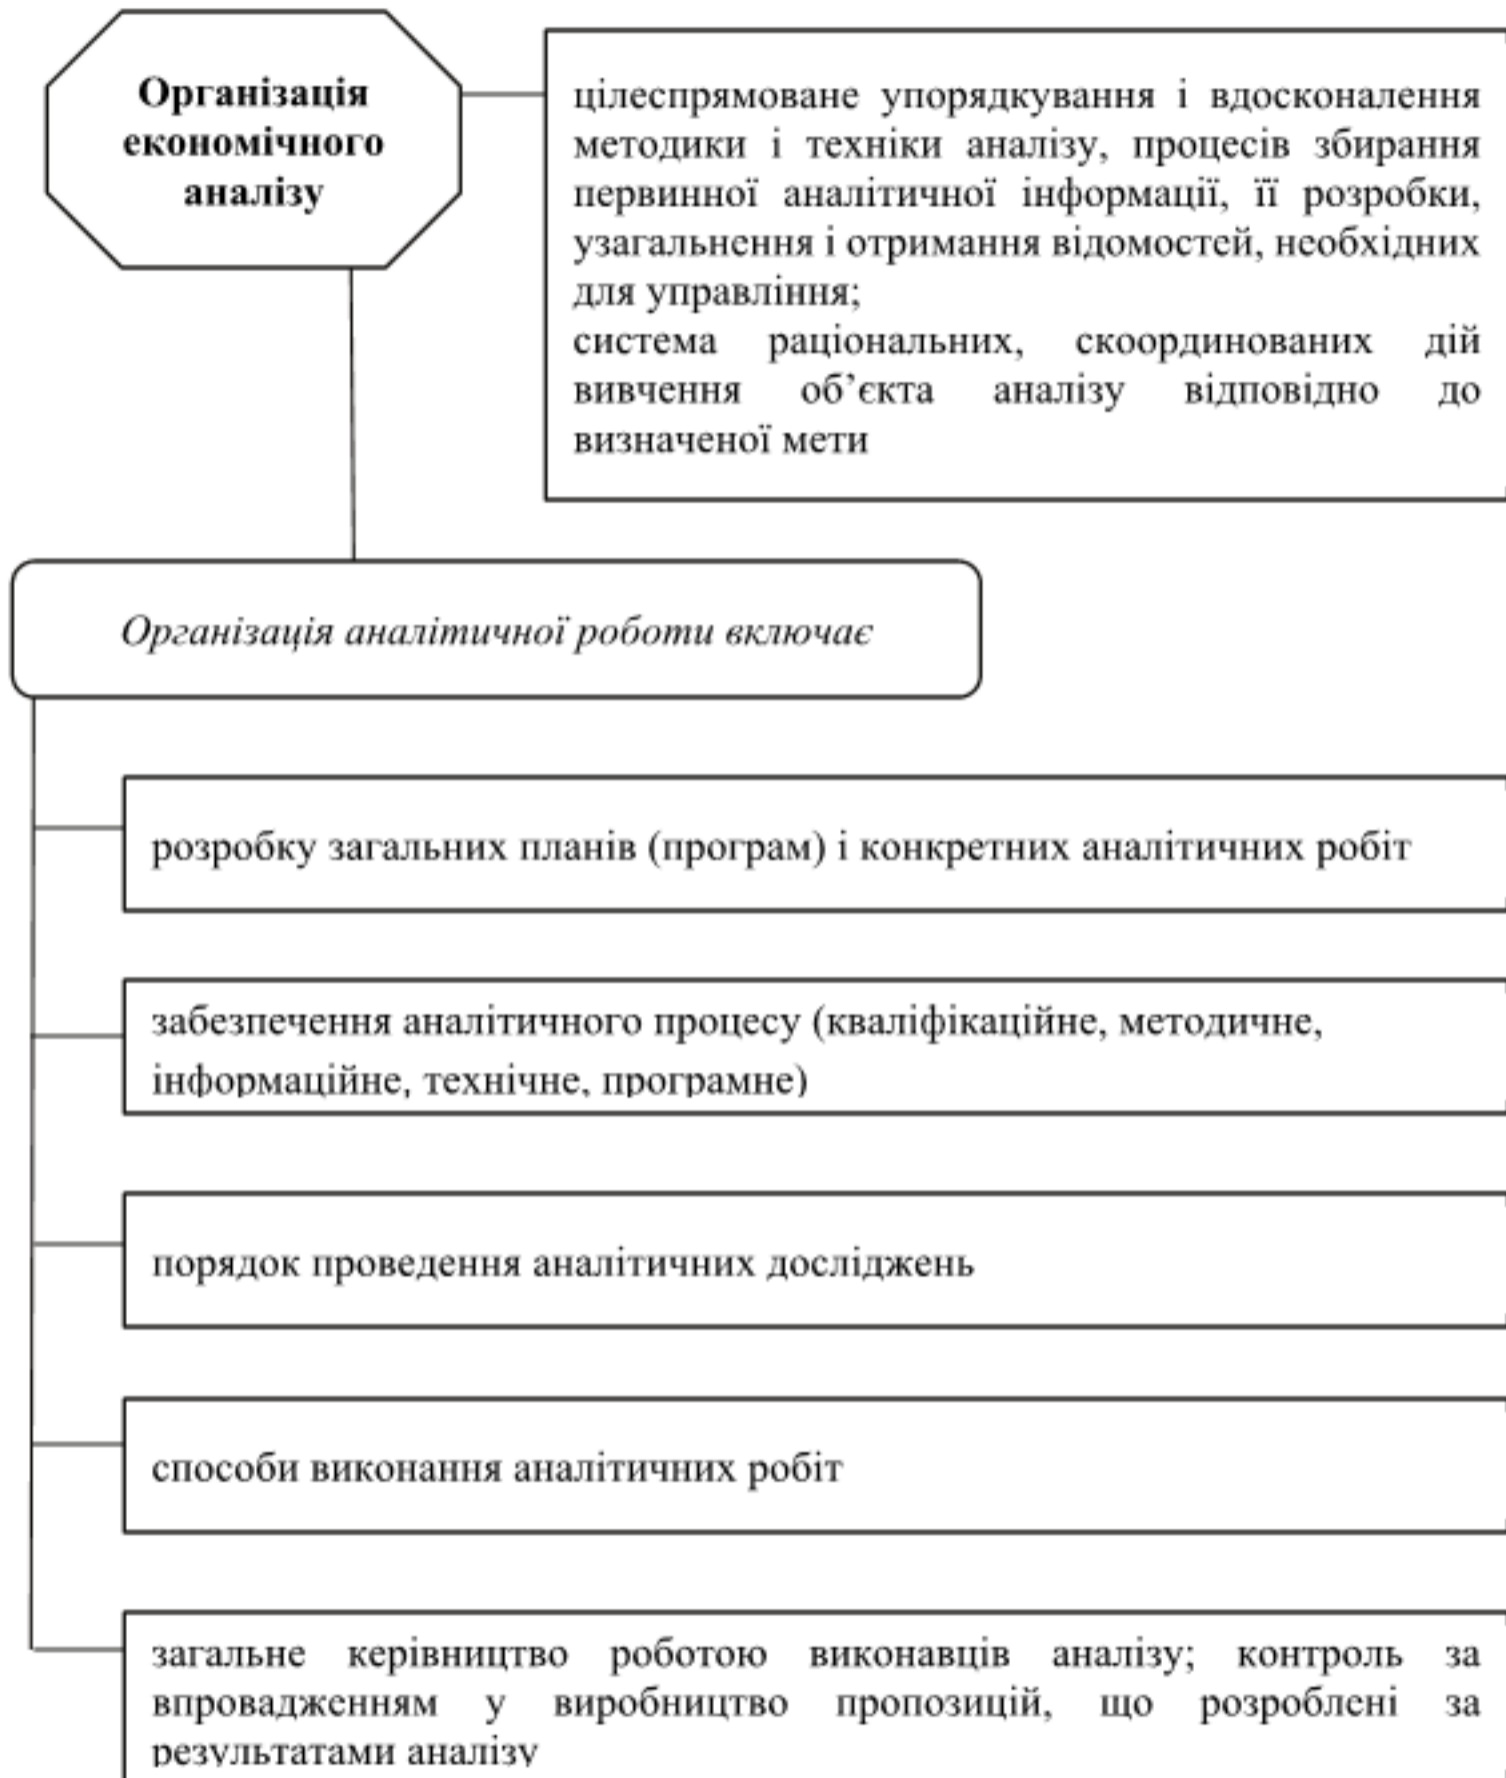 Організація
економічного
аналізу
цілеспрямоване упорядкування і вдосконалення
методики і техніки аналізу, процесів збирання
первинної аналітичної інформації, її розробки,
узагальнення і отримання відомостей, необхідних
для управління;
система раціональних, скоординованих дій
вивчення об’єкта аналізу відповідно до
визначеної мети
Організація аналітичної роботи включає
розробку загальних планів (програм) і конкретних аналітичних робіт
забезпечення аналітичного процесу (кваліфікаційне, методичне,
інформаційне, технічне, програмне)
порядок проведення аналітичних досліджень
способи виконання аналітичних робіт
загальне керівництво роботою виконавців аналізу; контроль за
впровадженням у виробництво пропозицій, що розроблені за
результатами аналізу